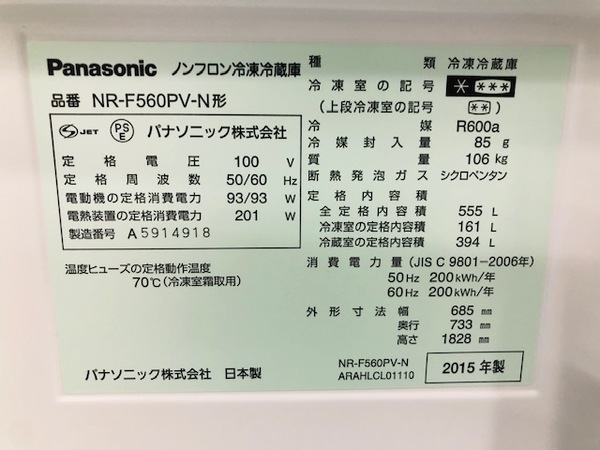 Panasonic ノンフロン冷凍冷蔵庫
品番 NR-F560PV-N形
JET PSE パナソニック株式会社
定格電圧 100 V
定格周波数 50/60 Hz
電動機の定格消費電力 93/93 W
電熱装置の定格消費電力 201 W
製造番号 A5914918
温度ヒューズの定格動作温度
70℃(冷凍室霜取用)
パナソニック株式会社 日本製
種類 冷凍冷蔵庫
冷凍室の記号 * ***
(上段冷凍室の記号 ** )
冷媒 R600a
冷媒封入量 85 g
質量 106 kg
断熱発泡ガス シクロペンタン
定格内容積
全定格内容積 555 L
冷凍室の定格内容積 161 L
冷蔵室の定格内容積 394 L
消費電力量(JIS C 9801-2006年)
50Hz 200kWh/年
60Hz 200kWh/年
外形寸法 幅 685 mm
奥行 733 mm
高さ 1828 mm
NR-F560PV-N
ARAHLCL01110
2015年製